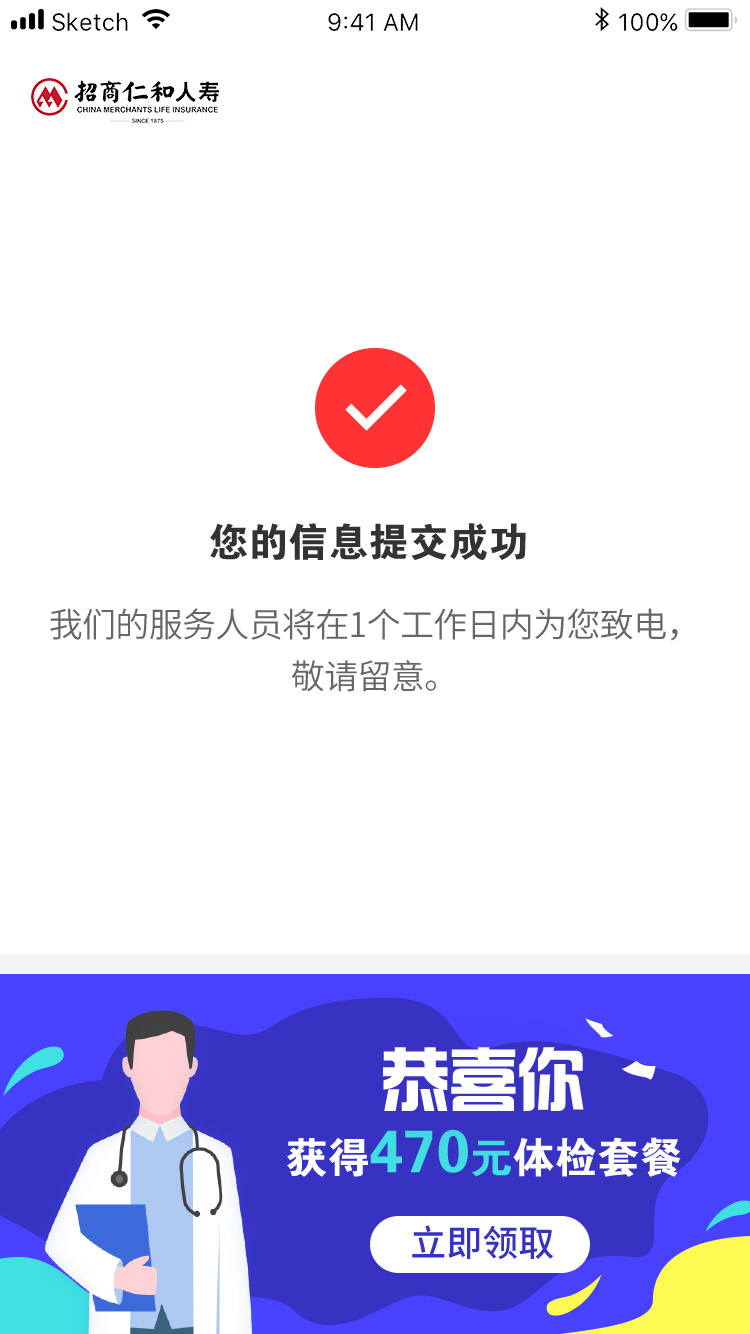 Sketch 9:41 AM 100%
招商仁和人寿
CHINA MERCHANTS LIFE INSURANCE
SINCE 1875
您的信息提交成功
我们的服务人员将在1个工作日内为您致电，
敬请留意。
恭喜你
获得470元体检套餐
立即领取